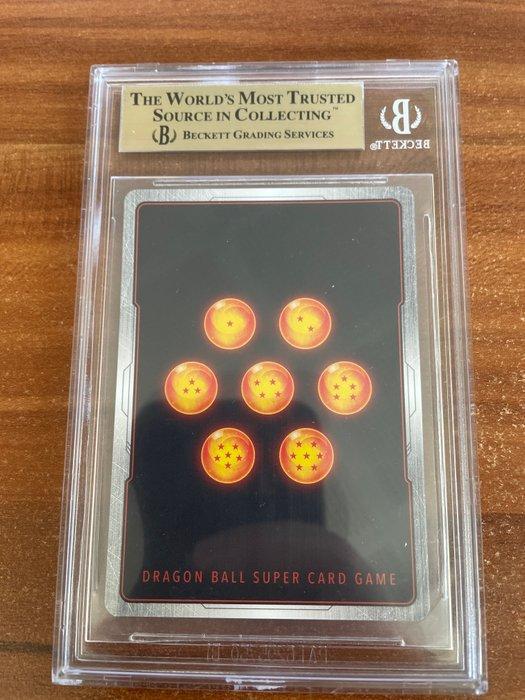 THE WORLD'S MOST TRUSTED
SOURCE IN COLLECTING™
B BECKETT GRADING SERVICES
B
BECKETT
DRAGON BALL SUPER CARD GAME